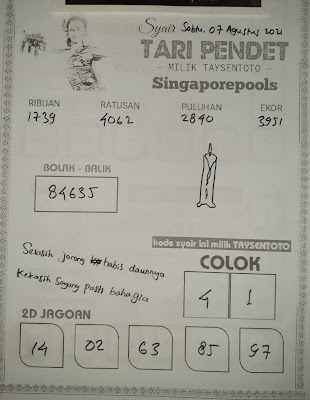 Syair Sabtu, 07 Agustus 2021
TARI PENDET
- MILIK TAYSENTOTO -
Singaporepools
RIBUAN RATUSAN PULUHAN EKOR
1739 4062 2840 3951
BOLAK - BALIK
84635
kode syair ini milik TAYSENTOTO
Selasih jarang habis daunnya
Kekasih Sayang pasti bahagia
COLOK
4 1
2D JAGOAN
14 02 63 85 97